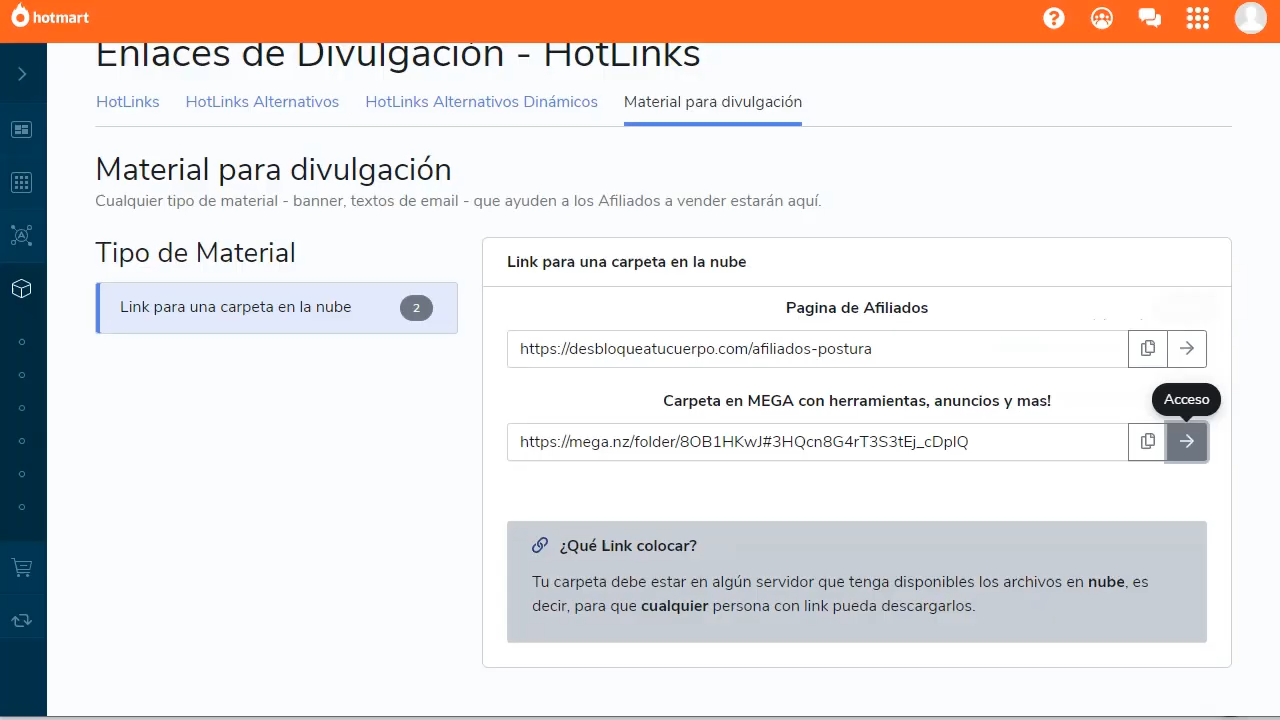 hotmart
Enlaces de Divulgación - HotLinks
HotLinks HotLinks Alternativos HotLinks Alternativos Dinámicos Material para divulgación
Material para divulgación
Cualquier tipo de material - banner, textos de email - que ayuden a los Afiliados a vender estarán aquí.
Tipo de Material
Link para una carpeta en la nube 2
Link para una carpeta en la nube
Pagina de Afiliados
https://desbloqueatucuerpo.com/afiliados-postura
Carpeta en MEGA con herramientas, anuncios y mas!
Acceso
https://mega.nz/folder/8OB1HKwJ#3HQcn8G4rT3S3tEj_cDpIQ
¿Qué Link colocar?
Tu carpeta debe estar en algún servidor que tenga disponibles los archivos en nube, es
decir, para que cualquier persona con link pueda descargarlos.